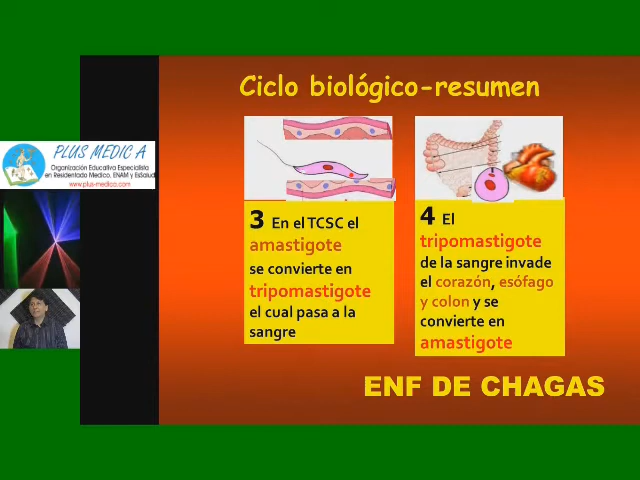 Ciclo biológico-resumen
PLUS MEDIC A
Organización Educativa Especialista
en Residentado Medico, ENAM y EsSalud
www.plus-medica.com
3 En el TCSC el
amastigote
se convierte en
tripomastigote
el cual pasa a la
sangre
4 El
tripomastigote
de la sangre invade
el corazón, esófago
y colon y se
convierte en
amastigote
ENF DE CHAGAS